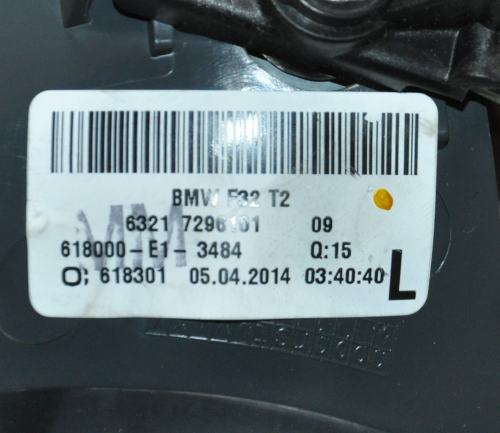 BMW F32 T2
6321 7296101 09
618000-E1-3484 Q:15
O; 618301 05.04.2014 03:40:40
L